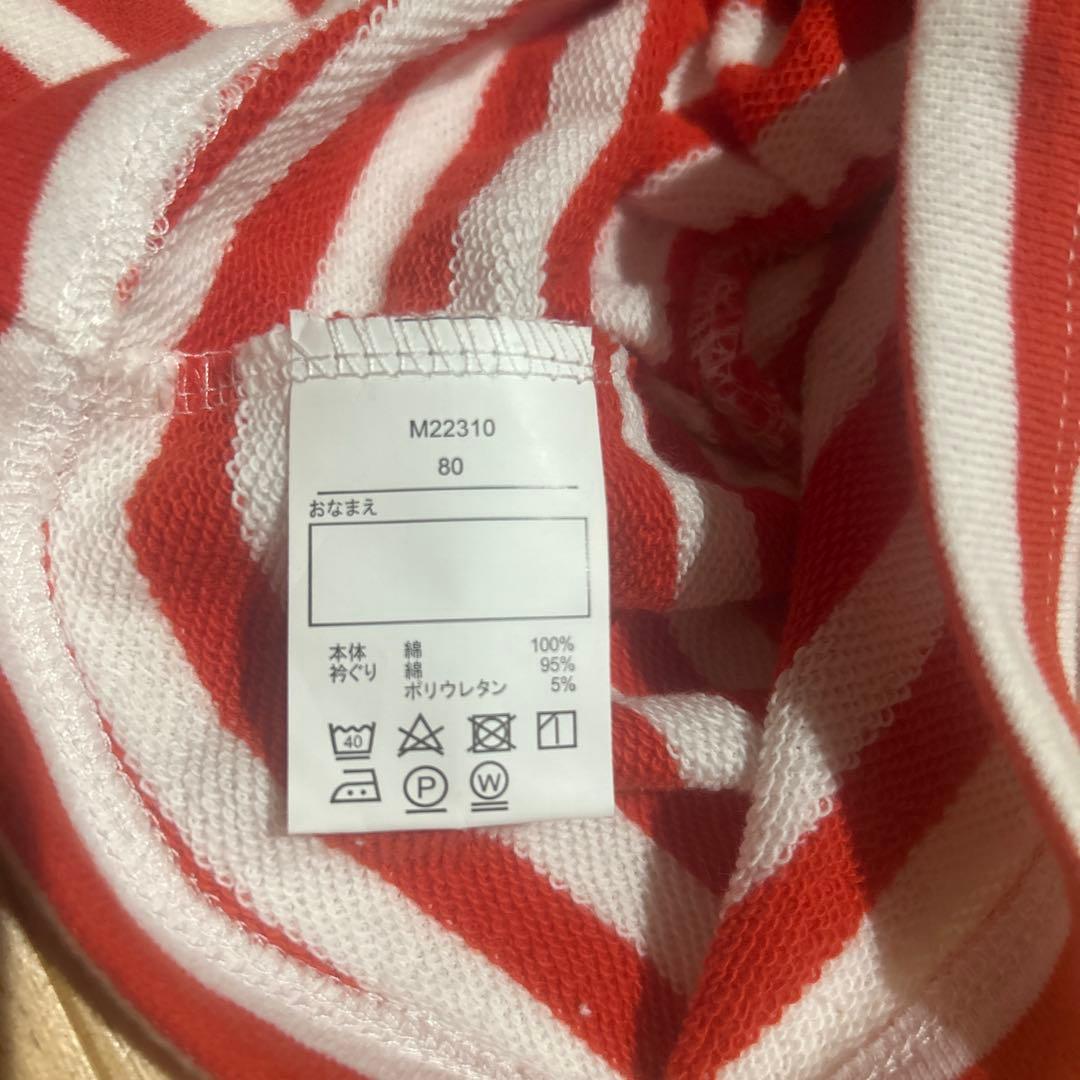 M22310
80
おなまえ
本体 綿 100%
衿ぐり 綿 95%
ポリウレタン 5%
40
P W